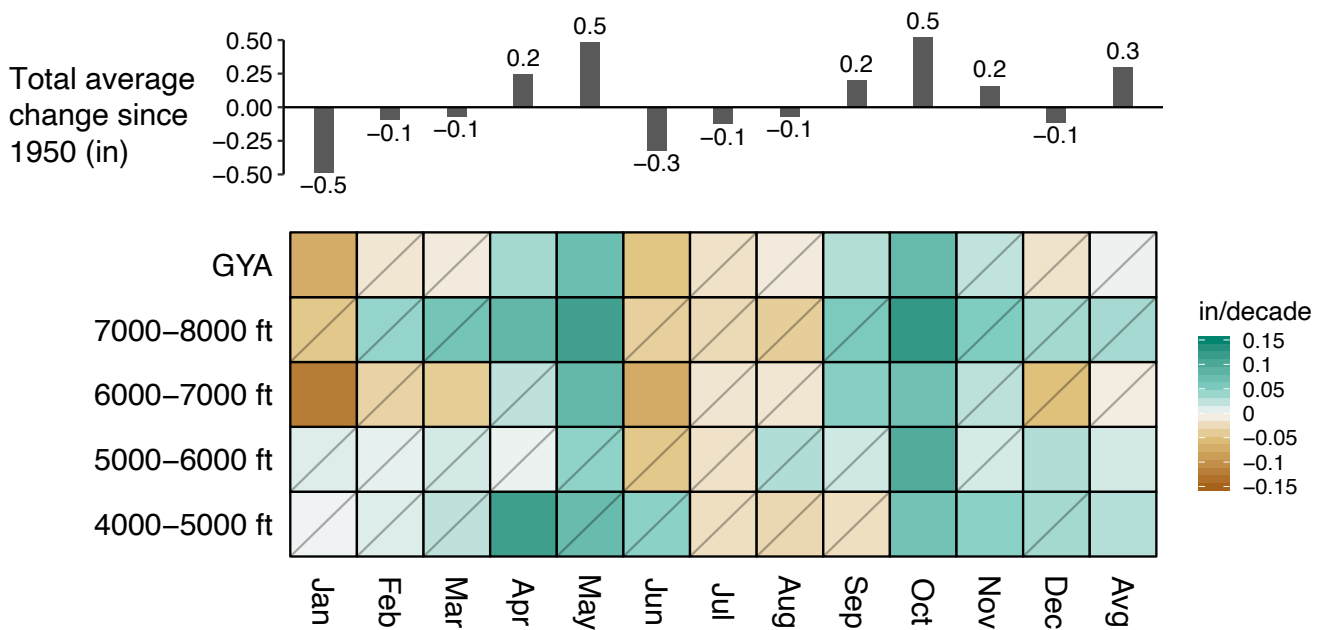 Total average
change since
1950 (in)
0.50
0.25
0.00
−0.25
−0.50
−0.5
−0.1
−0.1
0.2
0.5
−0.3
−0.1
−0.1
0.2
0.5
0.2
−0.1
0.3
GYA
7000−8000 ft
6000−7000 ft
5000−6000 ft
4000−5000 ft
Jan
Feb
Mar
Apr
May
Jun
Jul
Aug
Sep
Oct
Nov
Dec
Avg
in/decade
0.15
0.1
0.05
0
−0.05
−0.1
−0.15